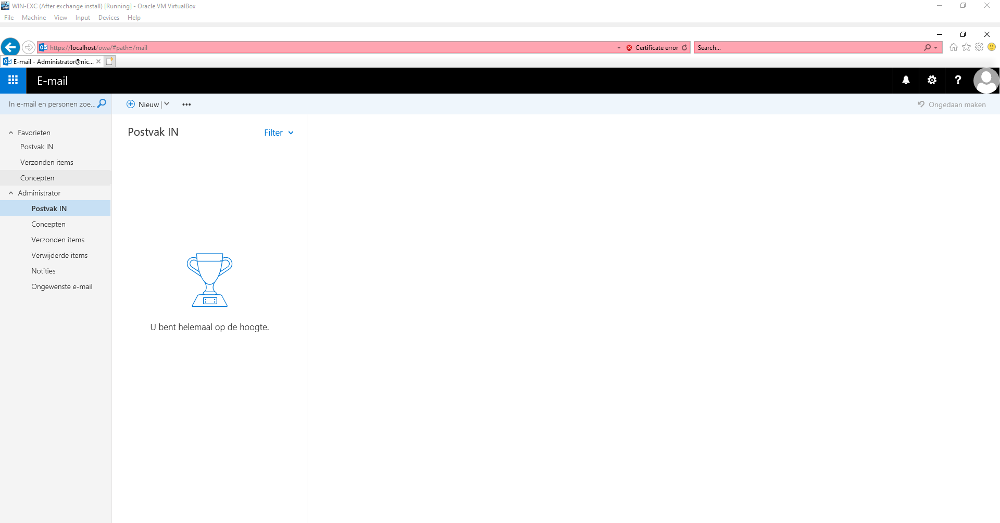 WIN-EXC (After exchange install) [Running] - Oracle VM VirtualBox
File Machine View Input Devices Help
https://localhost/owa/#path=/mail
Certificate error
Search...
E-mail - Administrator@nic...
E-mail
?
In e-mail en personen zoe...
Nieuw
Ongedaan maken
Favorieten
Postvak IN
Verzonden items
Concepten
Administrator
Postvak IN
Concepten
Verzonden items
Verwijderde items
Notities
Ongewenste e-mail
Postvak IN
Filter
U bent helemaal op de hoogte.